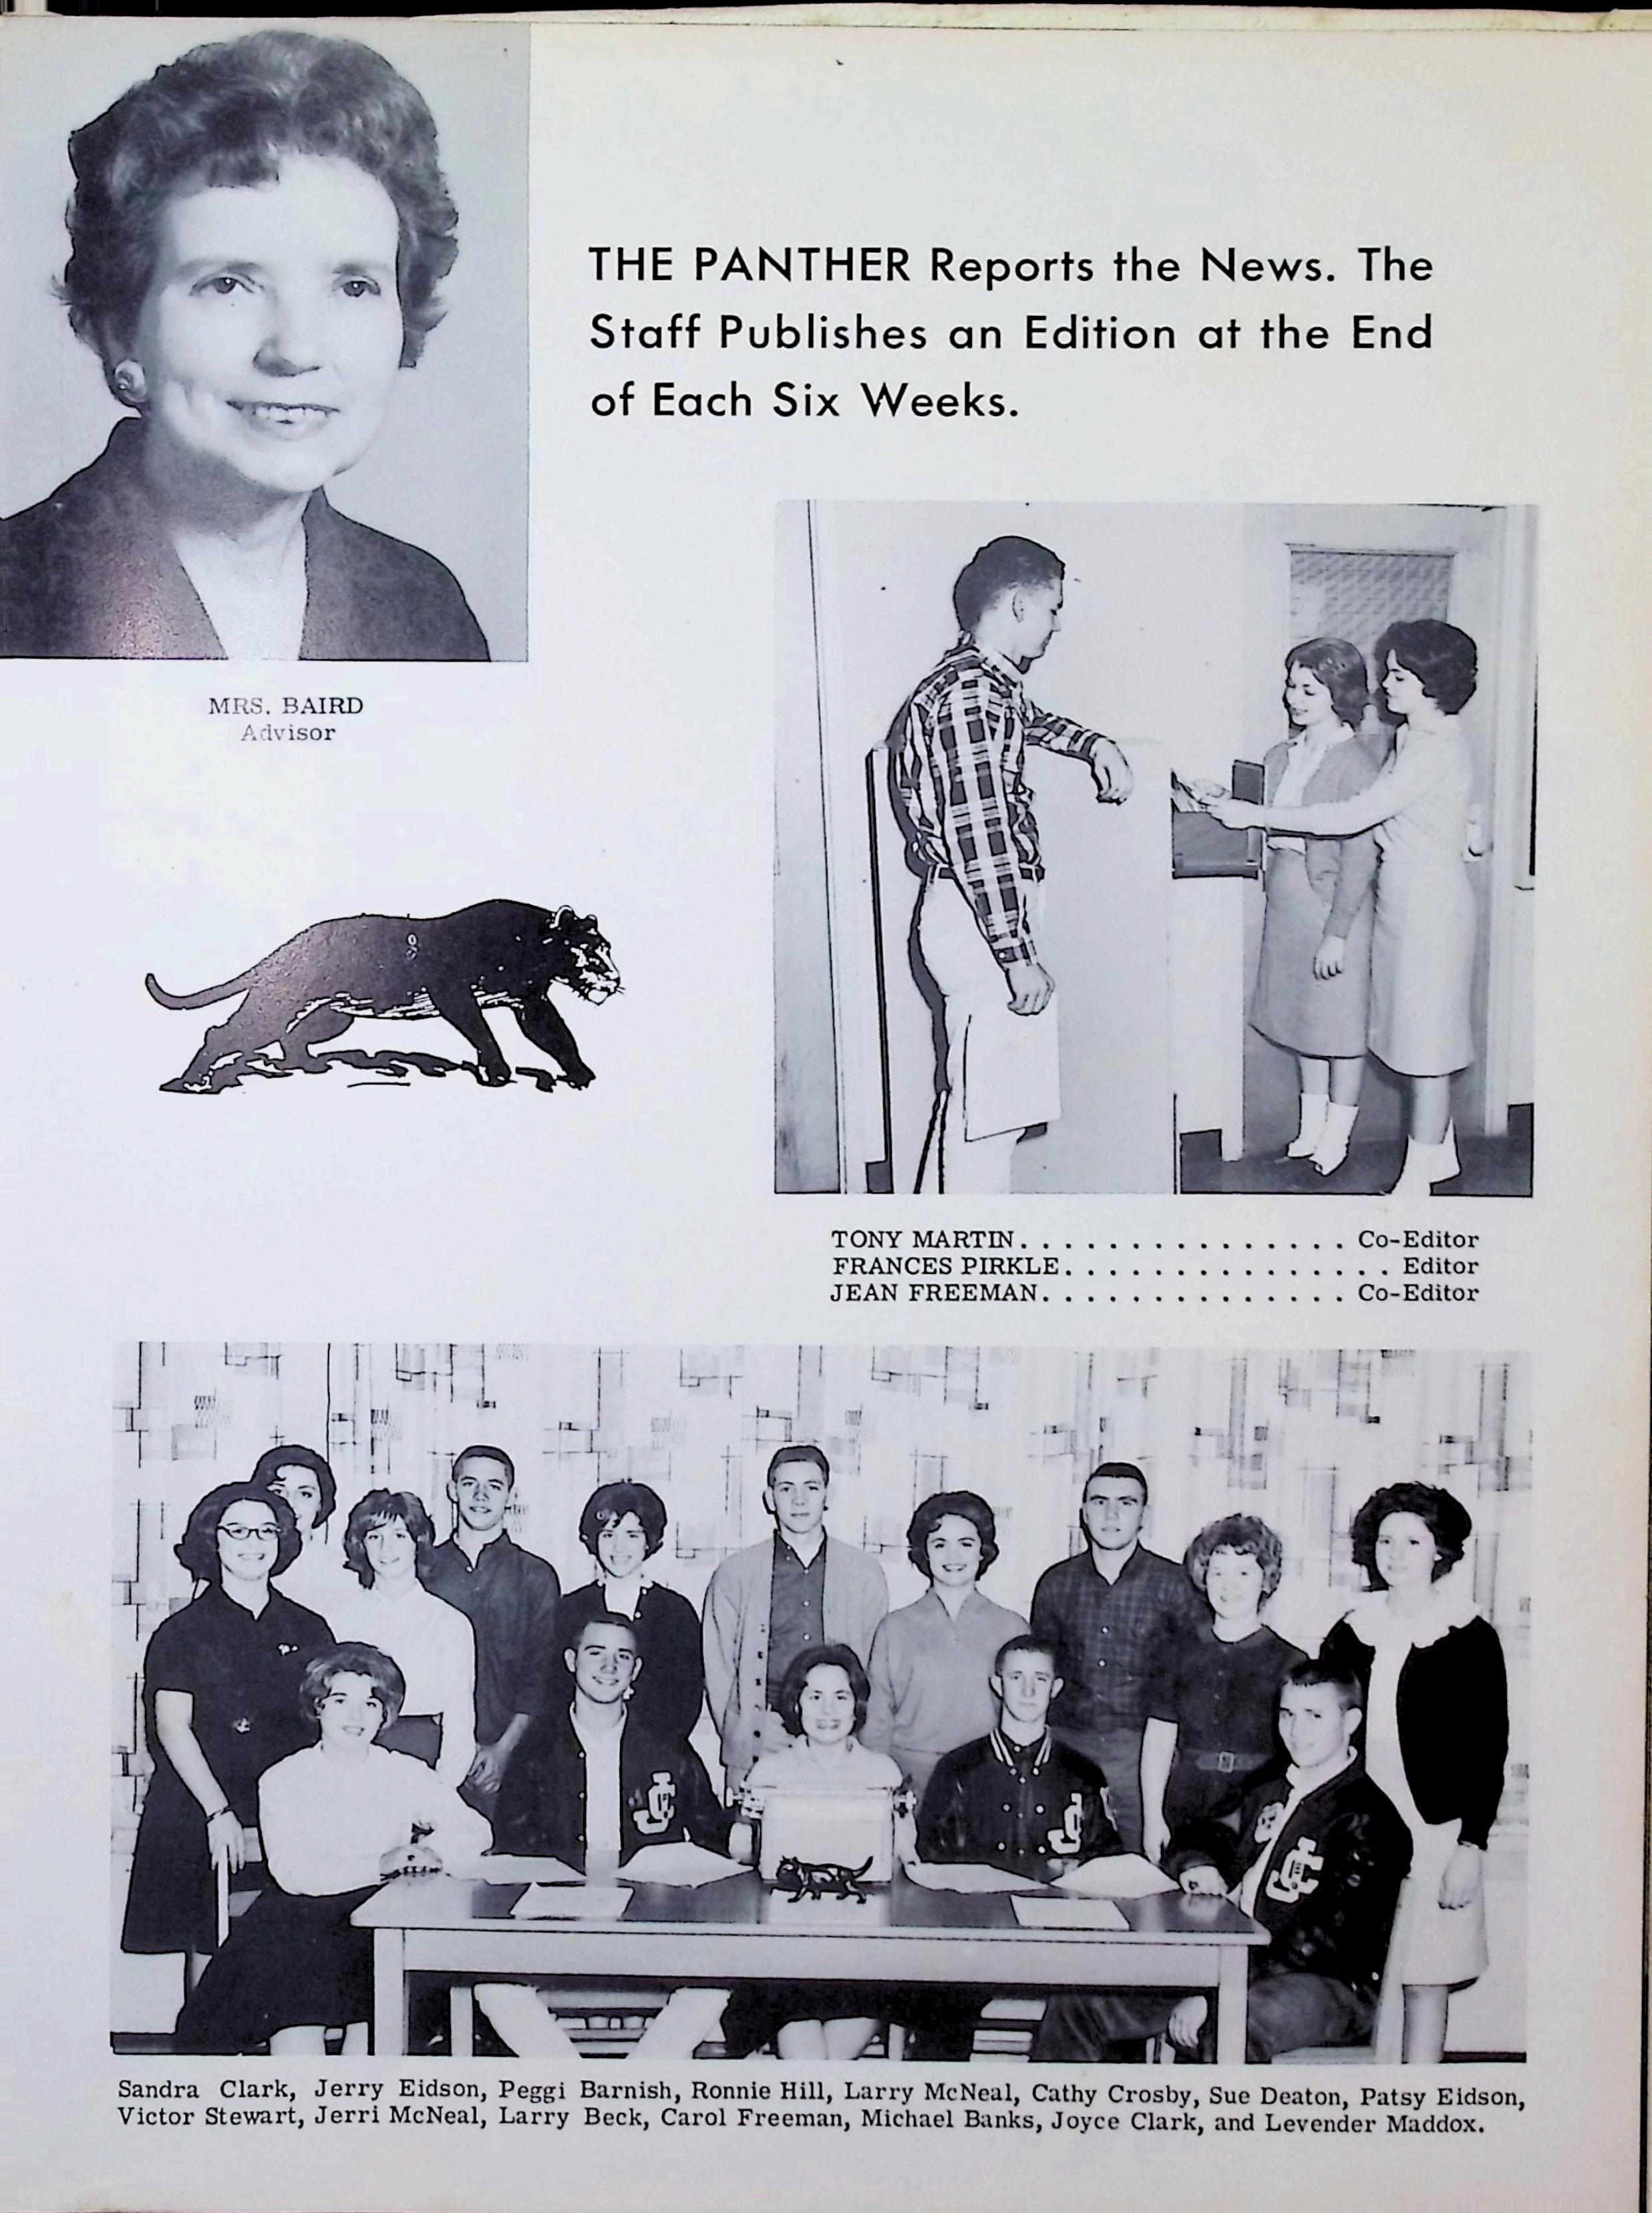 THE PANTHER Reports the News. The
Staff Publishes an Edition at the End
of Each Six Weeks.
MRS. BAIRD
Advisor
TONY MARTIN. . . . . . . . . . . . . . . . Co-Editor
FRANCES PIRKLE. . . . . . . . . . . . . . . . Editor
JEAN FREEMAN. . . . . . . . . . . . . . . Co-Editor
JC
JC
JC
Sandra Clark, Jerry Eidson, Peggi Barnish, Ronnie Hill, Larry McNeal, Cathy Crosby, Sue Deaton, Patsy Eidson,
Victor Stewart, Jerri McNeal, Larry Beck, Carol Freeman, Michael Banks, Joyce Clark, and Levender Maddox.